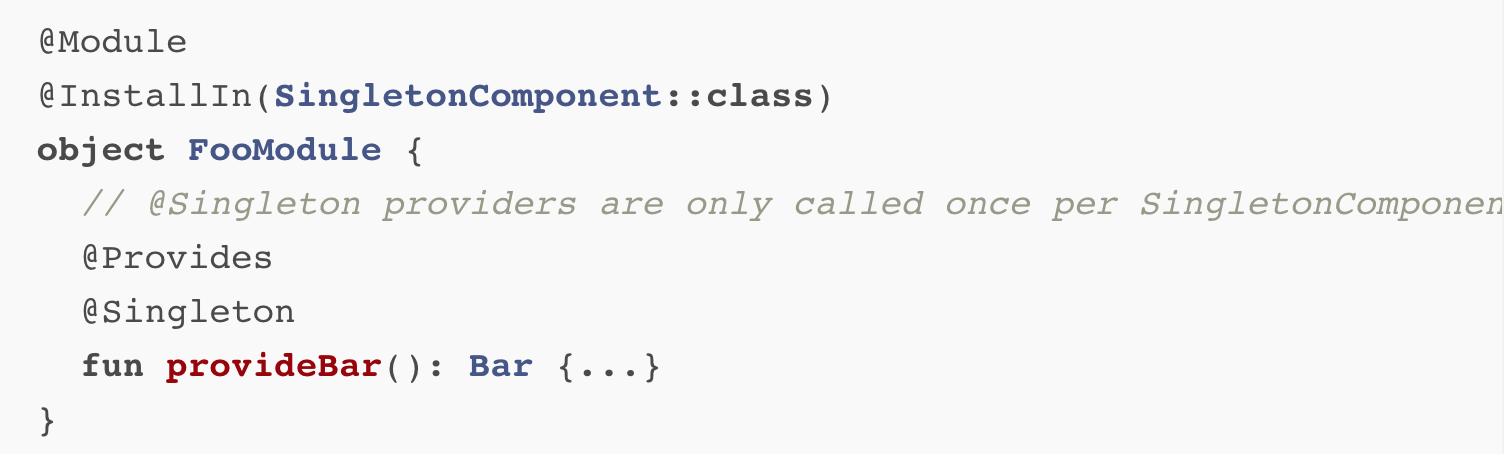 @Module
@InstallIn(SingletonComponent::class)
object FooModule {
  // @Singleton providers are only called once per SingletonComponen
  @Provides
  @Singleton
  fun provideBar(): Bar {...}
}